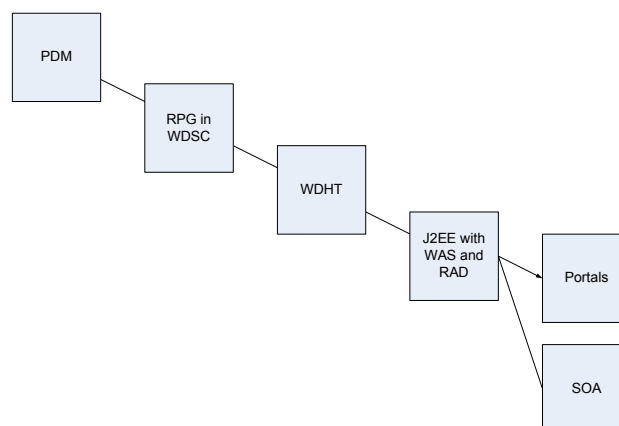 PDM
RPG in
WDSC
WDHT
J2EE with
WAS and
RAD
Portals
SOA